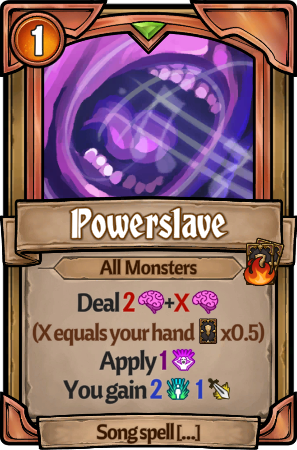 1
Powerslave
All Monsters
Deal 2 +X
(X equals your hand x0.5)
Apply 1
You gain 2 1
Song spell [...]